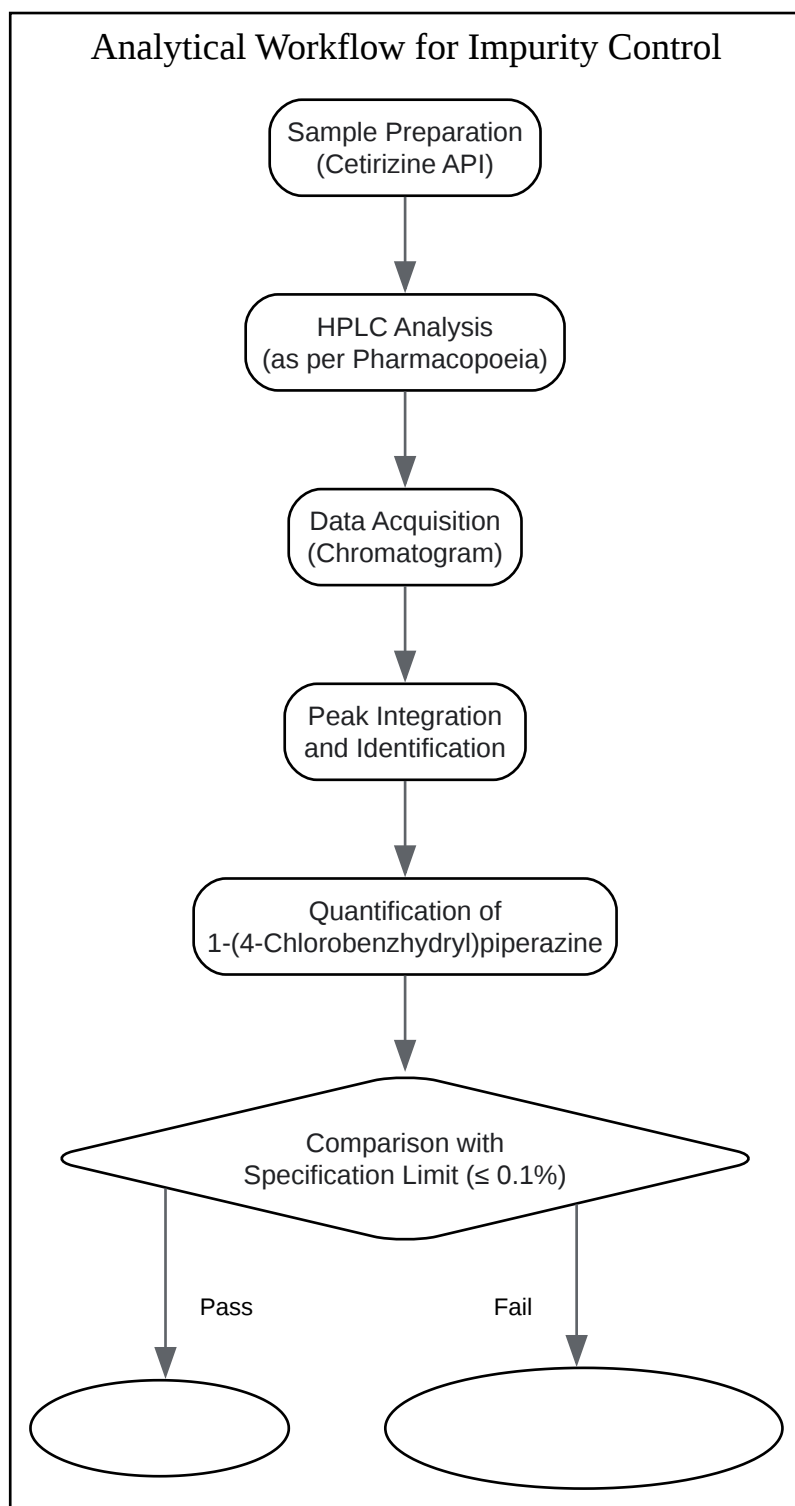 Analytical Workflow for Impurity Control
Sample Preparation
(Cetirizine API)
HPLC Analysis
(as per Pharmacopoeia)
Data Acquisition
(Chromatogram)
Peak Integration
and Identification
Quantification of
1-(4-Chlorobenzhydryl)piperazine
Comparison with
Specification Limit (≤ 0.1%)
Pass
Fail